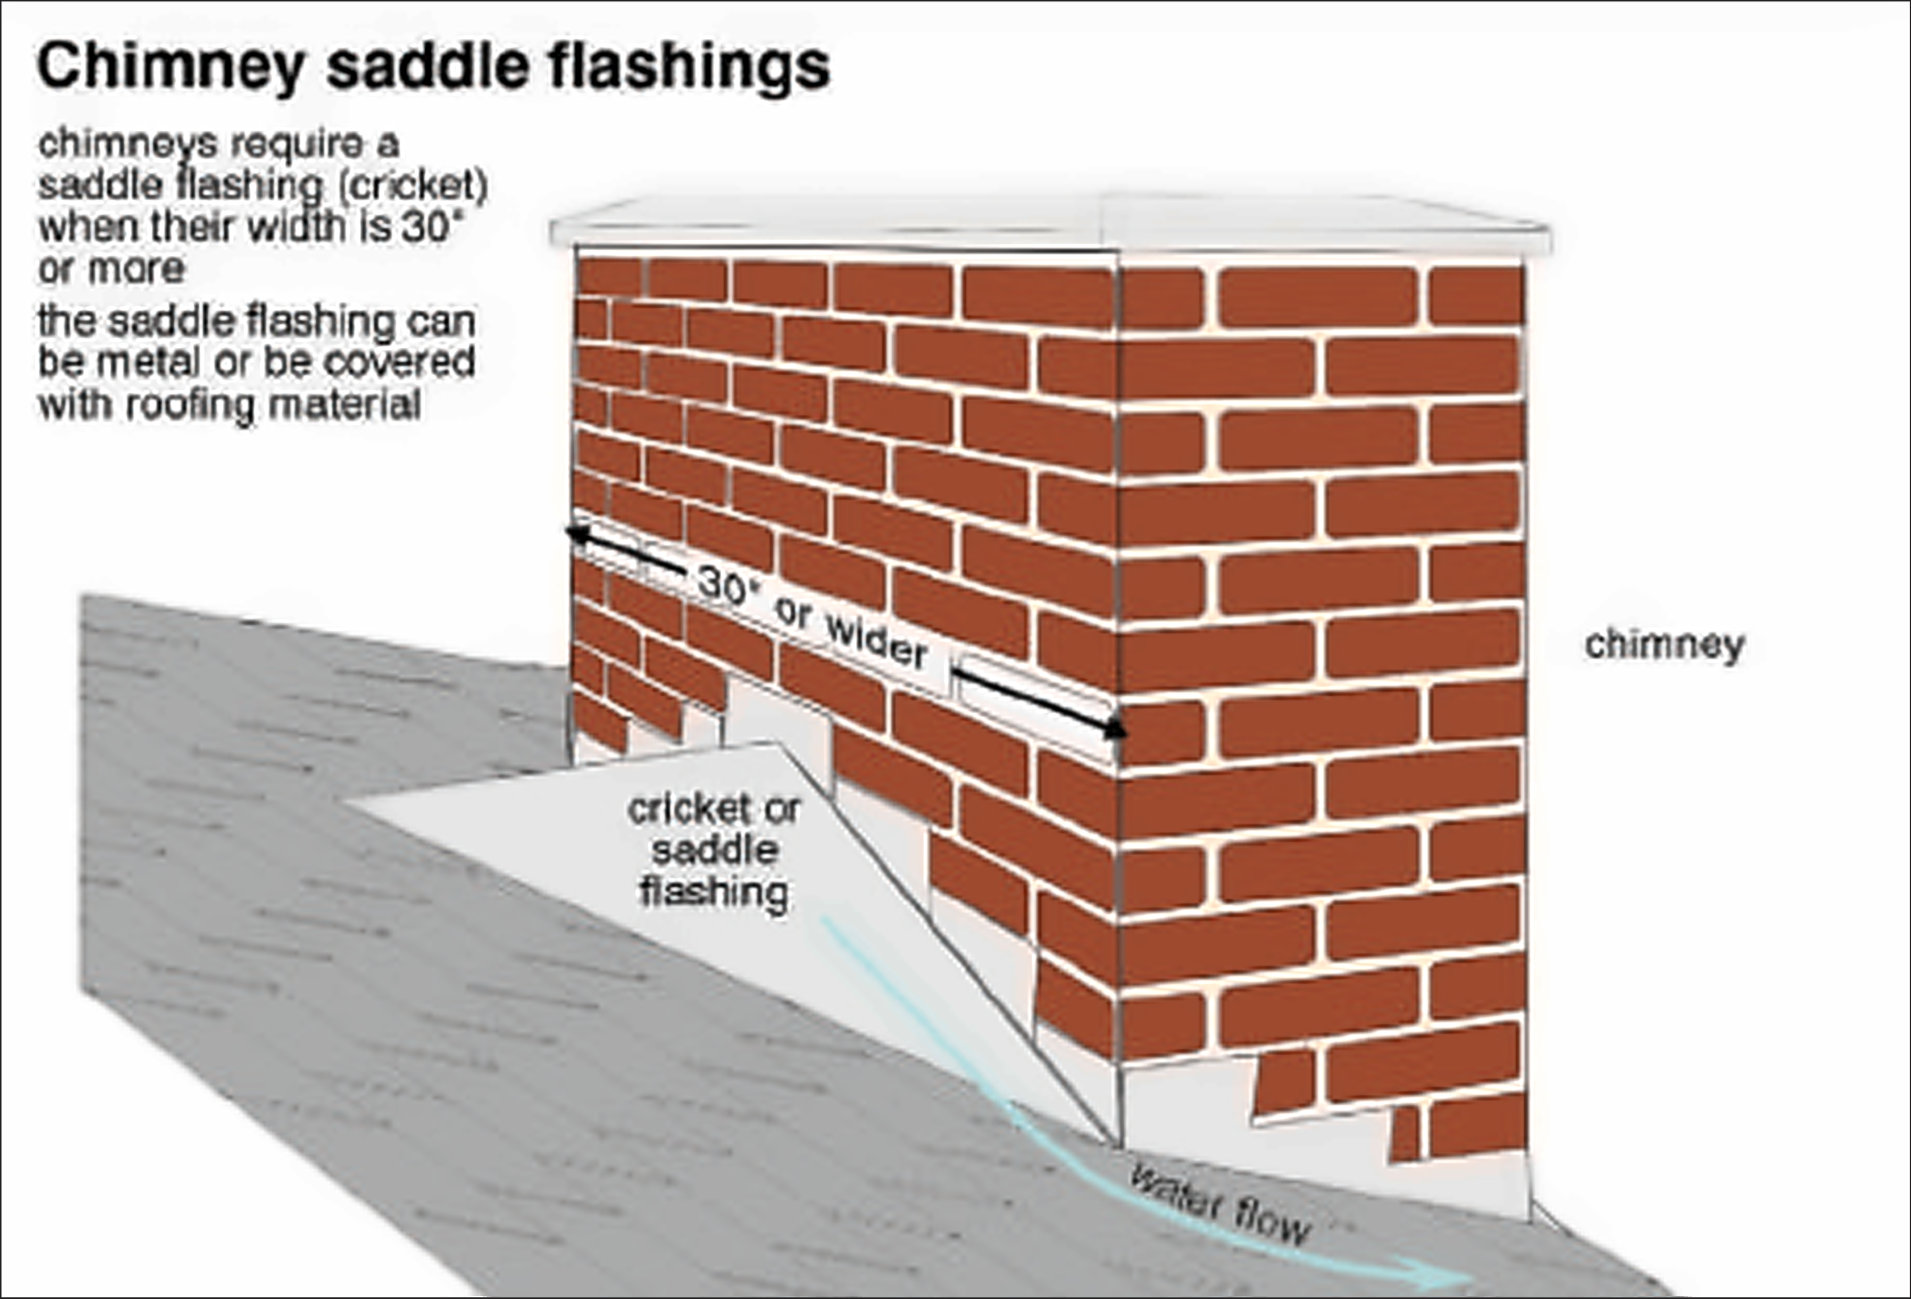 Chimney saddle flashings
chimneys require a
saddle flashing (cricket)
when their width is 30"
or more
the saddle flashing can
be metal or be covered
with roofing material
30" or wider
chimney
cricket or
saddle
flashing
water flow